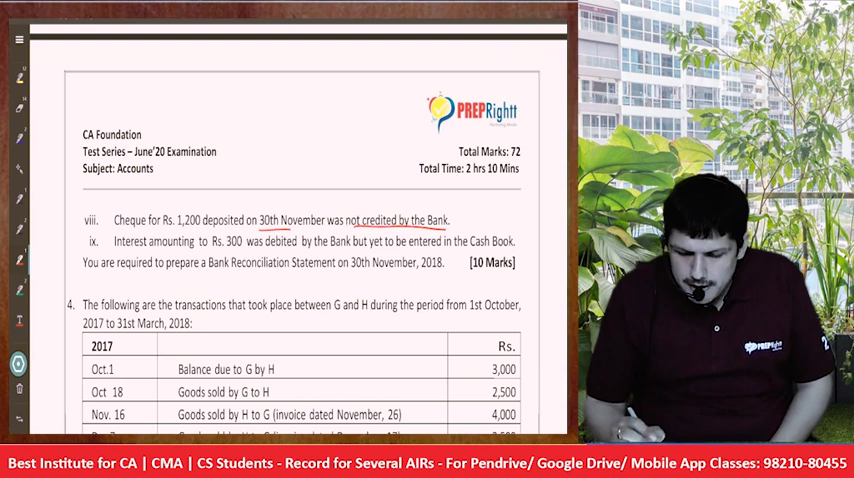 PREPRightt
CA Foundation
Test Series – June'20 Examination
Total Marks: 72
Subject: Accounts
Total Time: 2 hrs 10 Mins
viii. Cheque for Rs. 1,200 deposited on 30th November was not credited by the Bank.
ix. Interest amounting to Rs. 300 was debited by the Bank but yet to be entered in the Cash Book.
You are required to prepare a Bank Reconciliation Statement on 30th November, 2018. [10 Marks]
4. The following are the transactions that took place between G and H during the period from 1st October,
2017 to 31st March, 2018:
2017 Rs.
Oct.1 Balance due to G by H 3,000
Oct 18 Goods sold by G to H 2,500
Nov. 16 Goods sold by H to G (invoice dated November, 26) 4,000
PREPRightt
Best Institute for CA | CMA | CS Students - Record for Several AIRs - For Pendrive/ Google Drive/ Mobile App Classes: 98210-80455